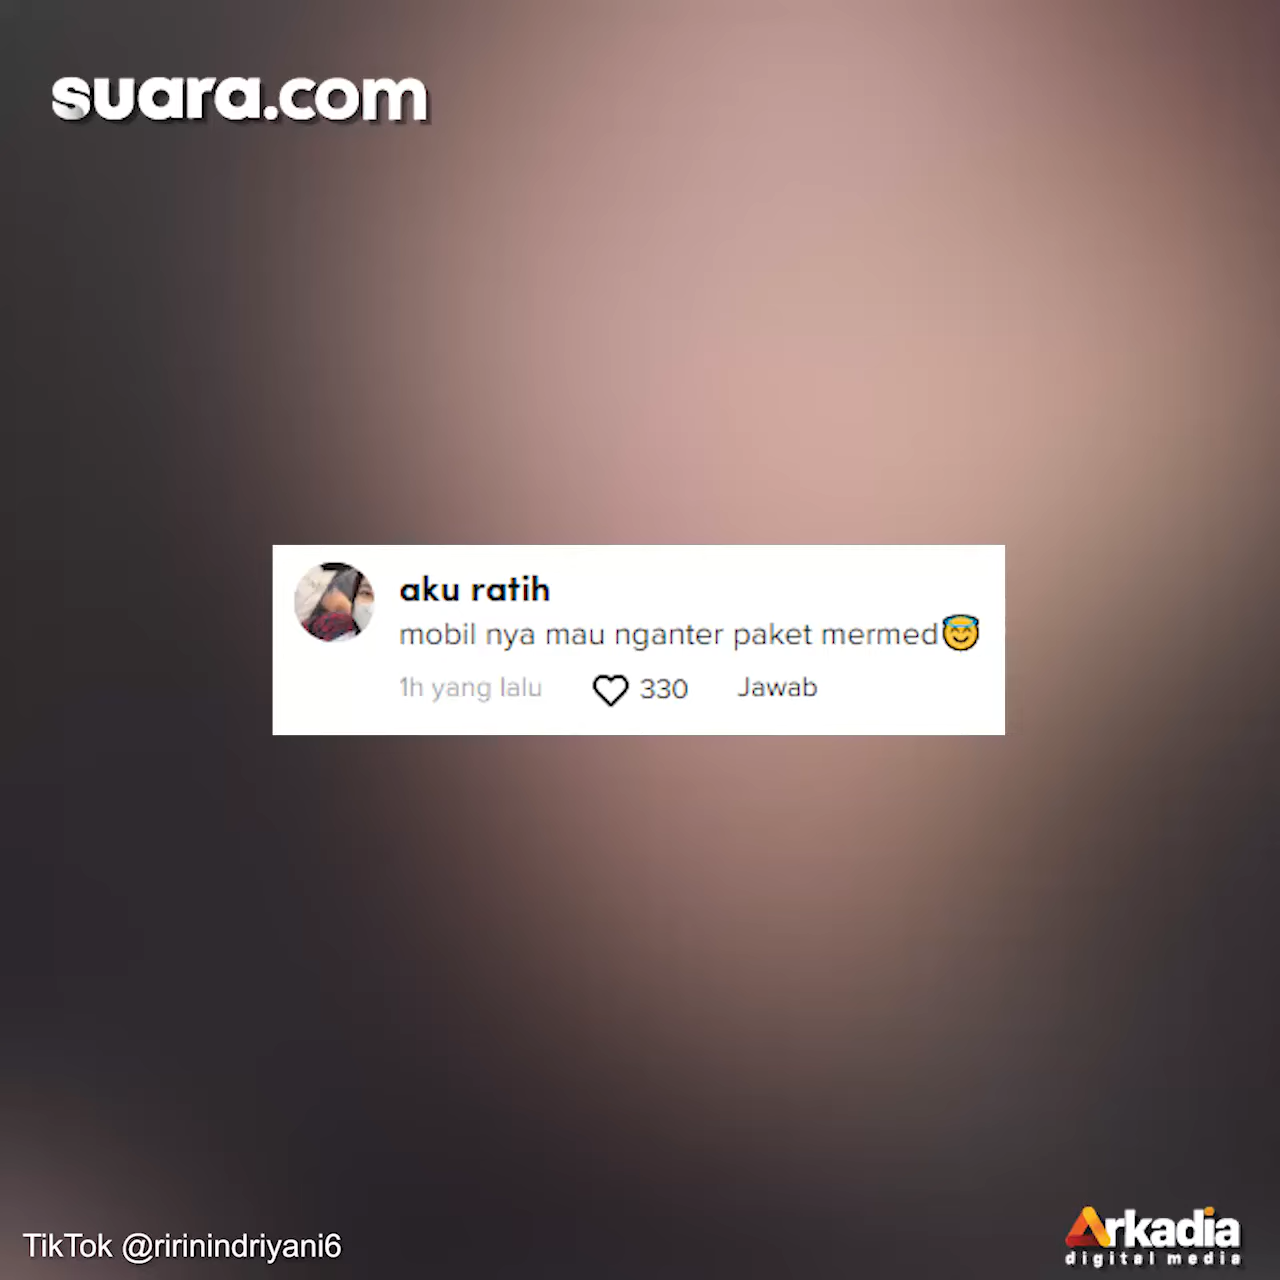 suara.com
aku ratih
mobil nya mau nganter paket mermed😇
1h yang lalu 330 Jawab
TikTok @ririnindriyani6
Arkadia
digital media